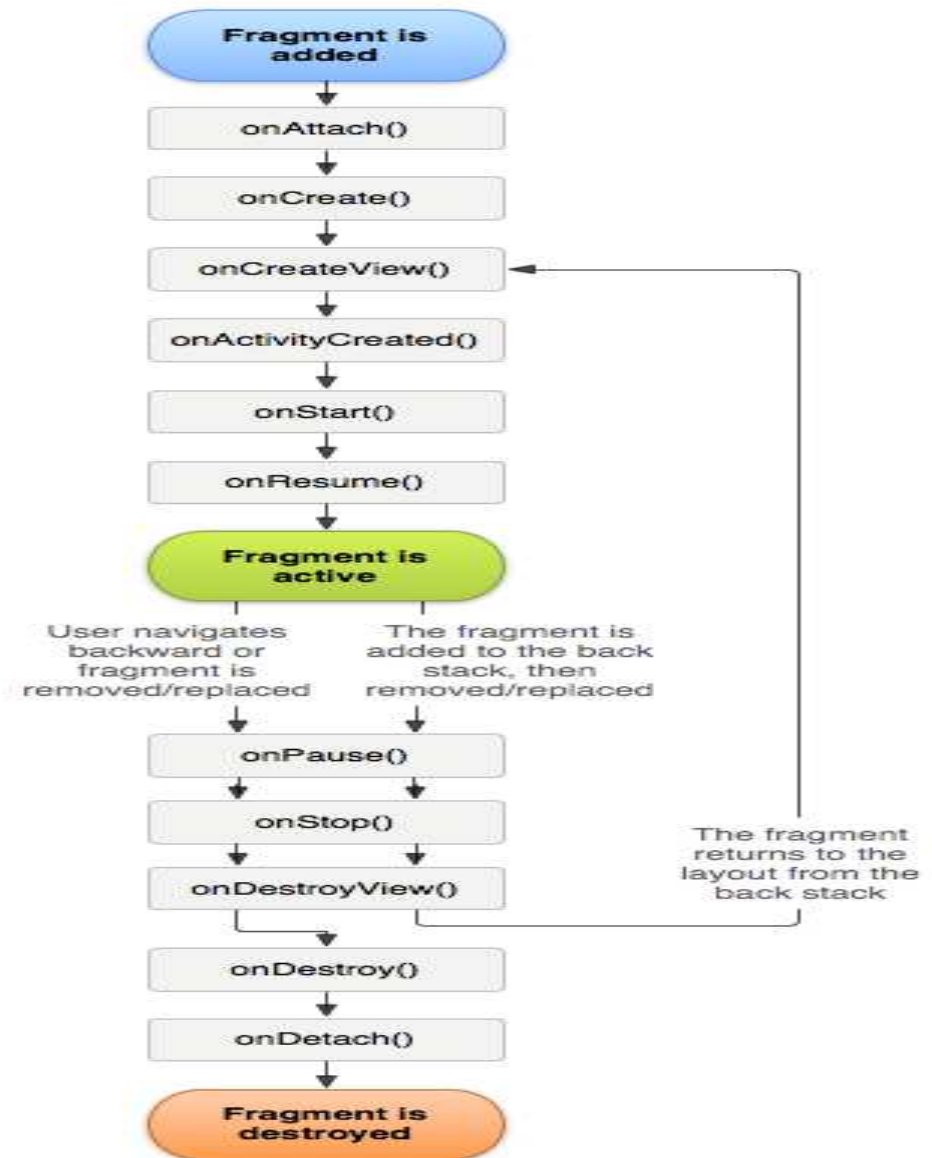 Fragment is
added
onAttach()
onCreate()
onCreateView()
onActivityCreated()
onStart()
onResume()
Fragment is
active
User navigates
backward or
fragment is
removed/replaced
The fragment is
added to the back
stack, then
removed/replaced
onPause()
onStop()
onDestroyView()
The fragment
returns to the
layout from the
back stack
onDestroy()
onDetach()
Fragment is
destroyed